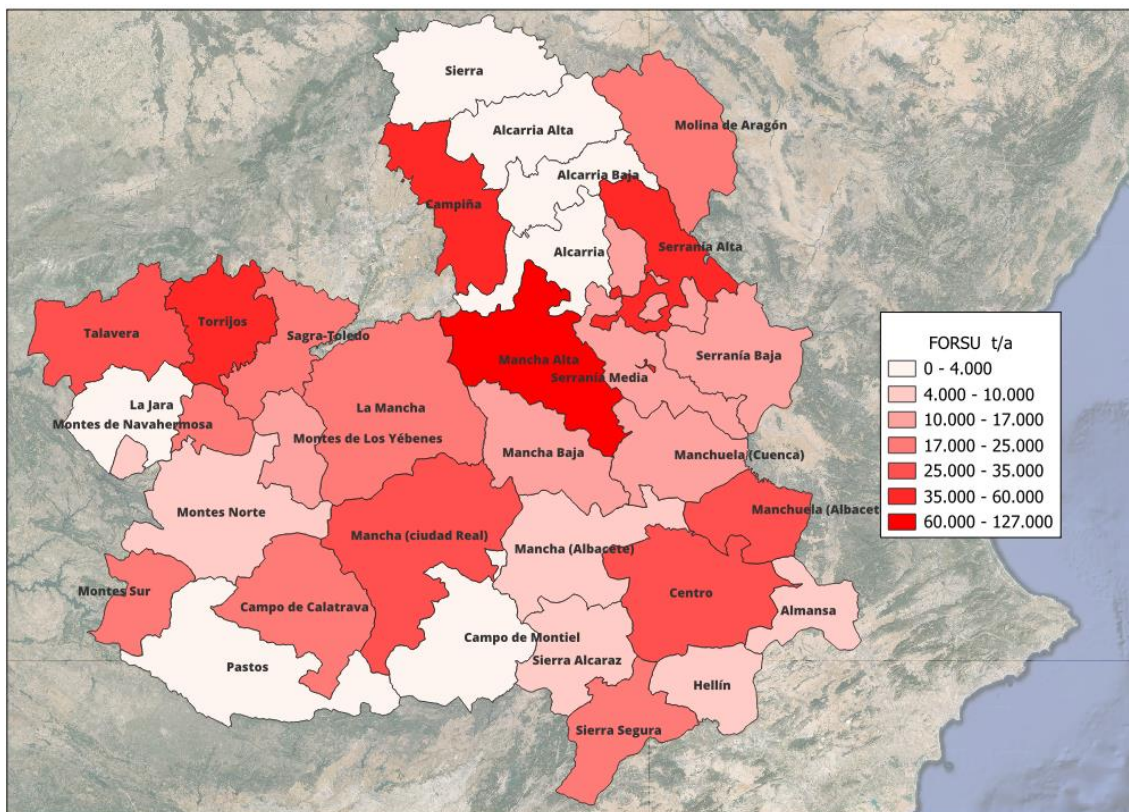 Sierra
Molina de Aragón
Alcarria Alta
Alcarria Baja
Campiña
Serranía Alta
Alcarria
Talavera
Torrijos
Sagra-Toledo
Mancha Alta
Serranía Baja
Serranía Media
La Jara
La Mancha
Montes de Navahermosa
Montes de Los Yébenes
Mancha Baja
Manchuela (Cuenca)
Montes Norte
Manchuela (Albacet
Mancha (ciudad Real)
Mancha (Albacete)
Montes Sur
Campo de Calatrava
Centro
Almansa
Campo de Montiel
Pastos
Sierra Alcaraz
Hellín
Sierra Segura
FORSU t/a
0 - 4.000
4.000 - 10.000
10.000 - 17.000
17.000 - 25.000
25.000 - 35.000
35.000 - 60.000
60.000 - 127.000